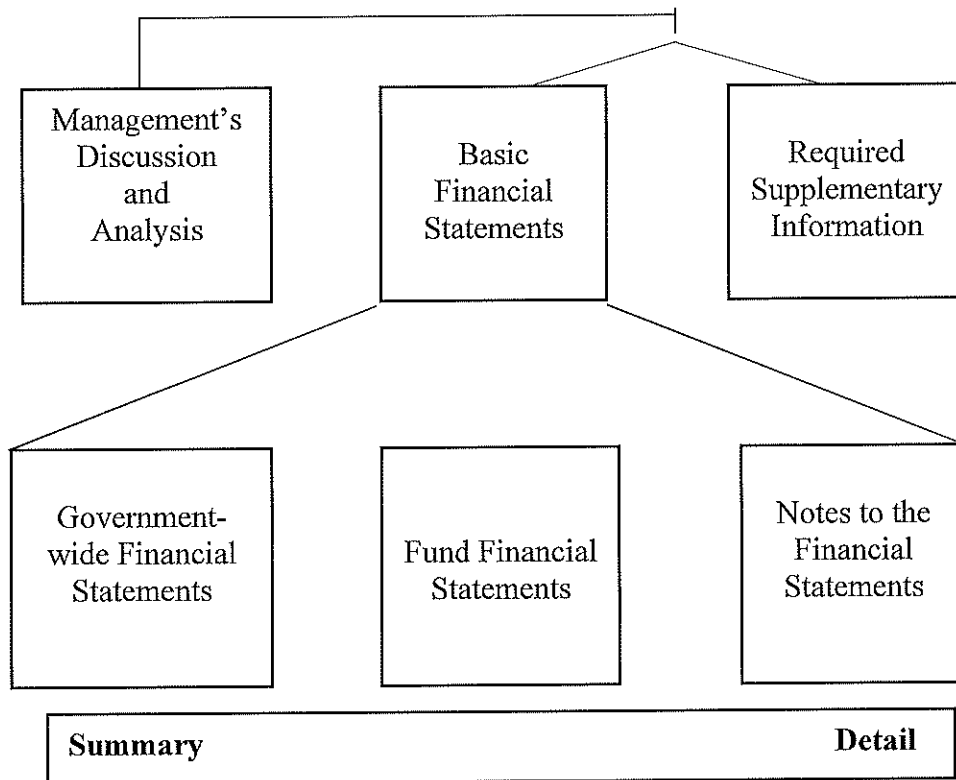 Management’s
Discussion
and
Analysis
Basic
Financial
Statements
Required
Supplementary
Information
Government-
wide Financial
Statements
Fund Financial
Statements
Notes to the
Financial
Statements
Summary
Detail